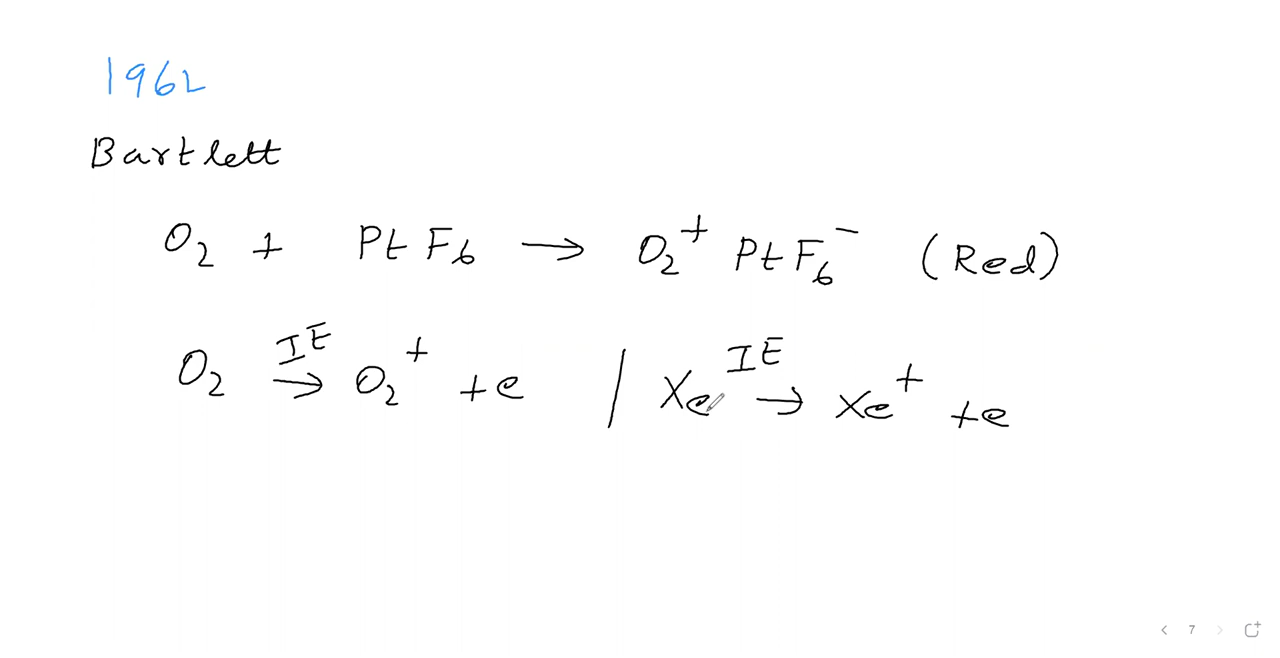 1962
Bartlett
O₂ + PtF₆ → O₂⁺ PtF₆⁻ (Red)
O₂ IE→ O₂⁺ + e | Xe IE→ Xe⁺ + e
< 7 >